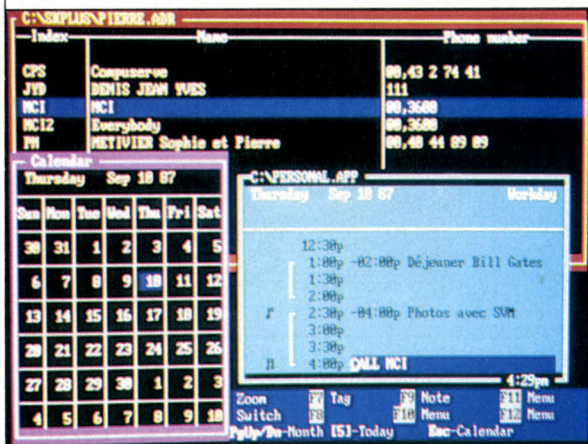 C:\SKPLUS\PIERRE.ADR
Index Name Phone number
CPS Compuserve 00,43 2 74 41
JYD DENIS JEAN YVES 111
MCI MCI 00,3600
MCI2 Everybody 00,3600
PM METIVIER Sophie et Pierre 00,40 44 89 09
Calendar
Thursday Sep 10 87
Sun Mon Tue Wed Thu Fri Sat
30 31 1 2 3 4 5
6 7 8 9 10 11 12
13 14 15 16 17 18 19
20 21 22 23 24 25 26
27 28 29 30 1 2 3
4 5 6 7 8 9 10
C:\PERSONAL.APP
Thursday Sep 10 87 Workday
12:30p
1:00p -02:00p Déjeuner Bill Gates
1:30p
2:00p
2:30p -04:00p Photos avec SVM
3:00p
3:30p
4:00p CALL MCI
4:29pm
Zoom F7 Tag F9 Note F11 Menu
Switch F8 F10 Menu F12 Menu
PgUp/Dn-Month [5]-Today Esc-Calendar